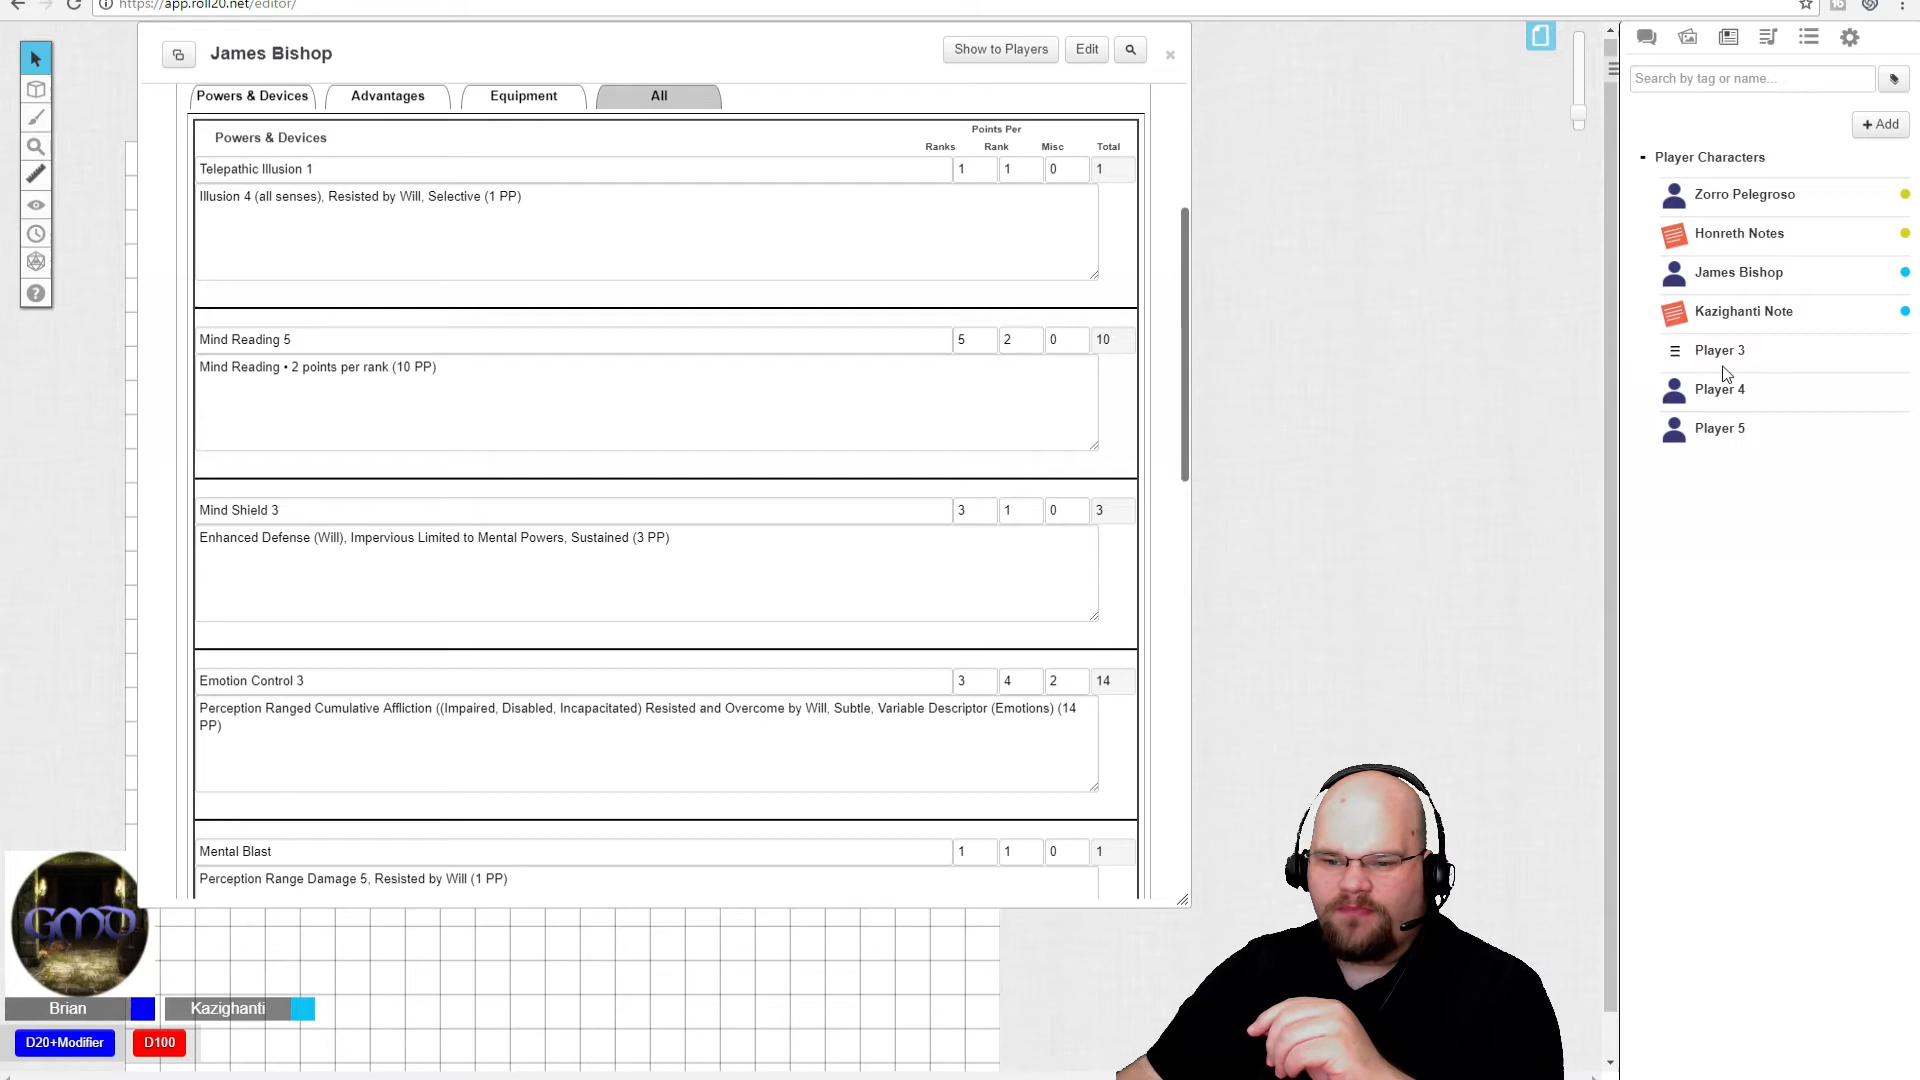 https://app.roll20.net/editor/
James Bishop
Show to Players
Edit
Powers & Devices
Advantages
Equipment
All
Powers & Devices
Ranks
Points Per
Rank
Misc
Total
Telepathic Illusion 1
1
1
0
1
Illusion 4 (all senses), Resisted by Will, Selective (1 PP)
Mind Reading 5
5
2
0
10
Mind Reading • 2 points per rank (10 PP)
Mind Shield 3
3
1
0
3
Enhanced Defense (Will), Impervious Limited to Mental Powers, Sustained (3 PP)
Emotion Control 3
3
4
2
14
Perception Ranged Cumulative Affliction ((Impaired, Disabled, Incapacitated) Resisted and Overcome by Will, Subtle, Variable Descriptor (Emotions) (14
PP)
Mental Blast
1
1
0
1
Perception Range Damage 5, Resisted by Will (1 PP)
Search by tag or name...
+ Add
Player Characters
Zorro Pelegroso
Honreth Notes
James Bishop
Kazighanti Note
Player 3
Player 4
Player 5
GMD
Brian
Kazighanti
D20+Modifier
D100